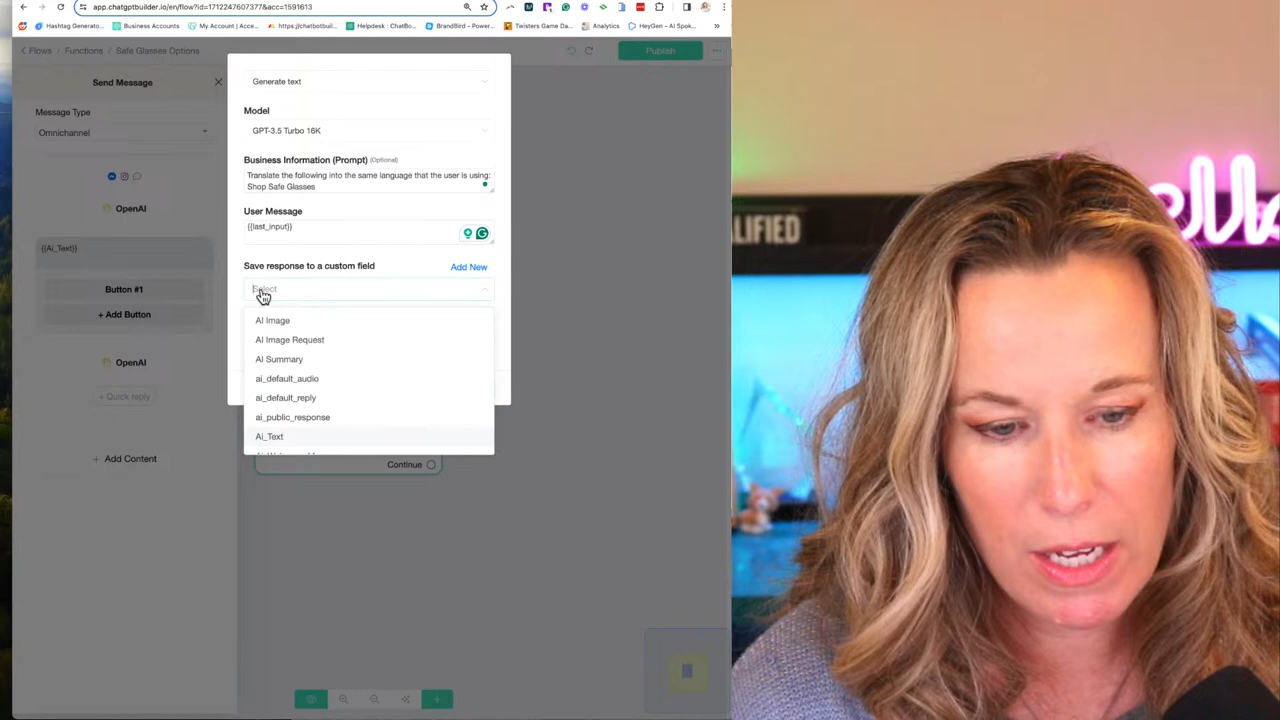 app.chatgptbuilder.io/en/flow?id=1712247607377&acc=1591613
Hashtag Generato...
Business Accounts
My Account | Acce...
https://chatbotbuil...
Helpdesk : ChatBo...
BrandBird – Power...
Twisters Game Da...
Analytics
HeyGen – AI Spok...
Flows / Functions / Safe Glasses Options
Publish
Send Message
Message Type
Omnichannel
OpenAI
{{Ai_Text}}
Button #1
+ Add Button
OpenAI
+ Quick reply
+ Add Content
Generate text
Model
GPT-3.5 Turbo 16K
Business Information (Prompt) (Optional)
Translate the following into the same language that the user is using:
Shop Safe Glasses
User Message
{{last_input}}
Save response to a custom field
Add New
Select
AI Image
AI Image Request
AI Summary
ai_default_audio
ai_default_reply
ai_public_response
Ai_Text
Continue
ALIFIED